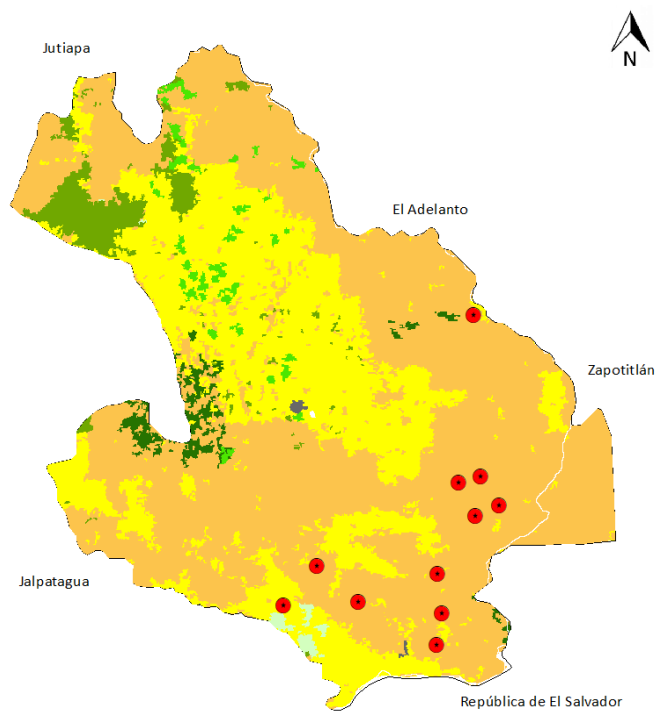 Jutiapa
N
El Adelanto
Zapotitlán
Jalpatagua
República de El Salvador